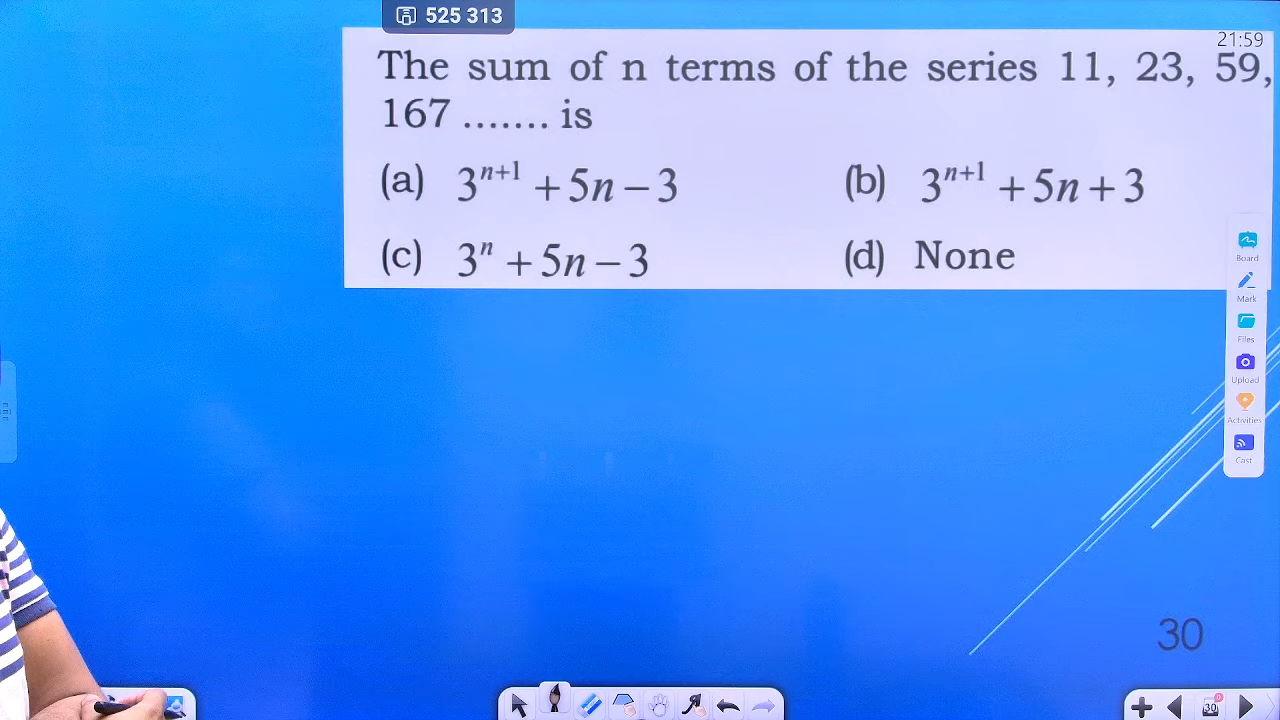 525 313
21:59
The sum of n terms of the series 11, 23, 59,
167 ....... is
(a) 3^{n+1} + 5n − 3 (b) 3^{n+1} + 5n + 3
(c) 3^n + 5n − 3 (d) None
Board
Mark
Files
Upload
Activities
Cast
30
30